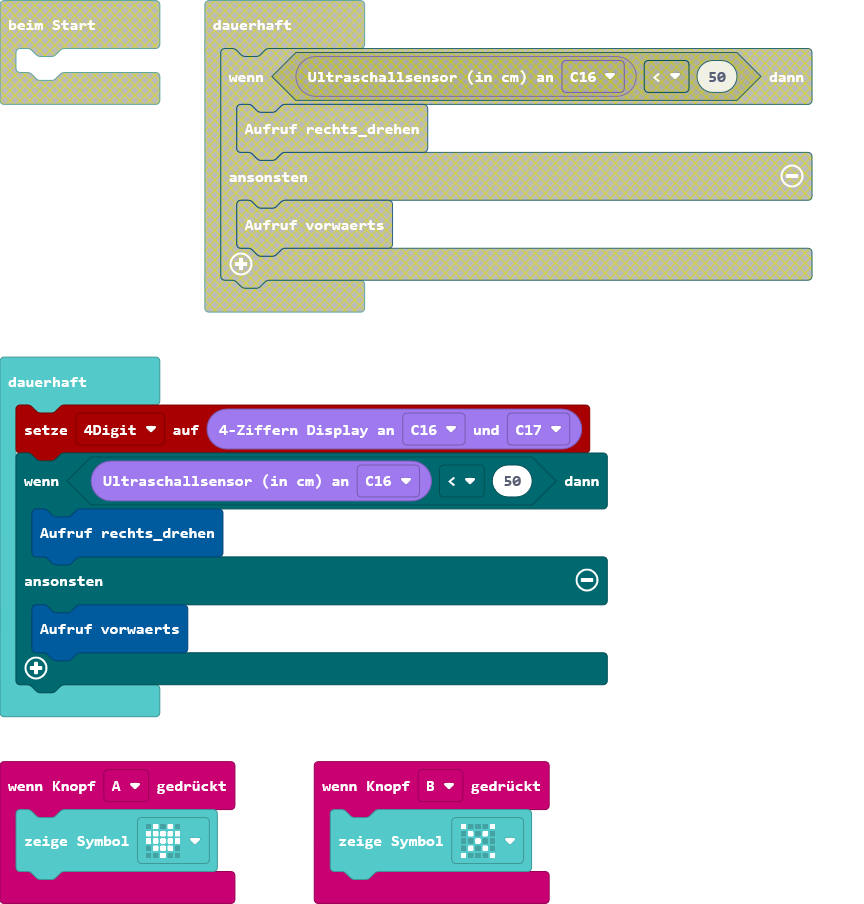 beim Start
dauerhaft
wenn Ultraschallsensor (in cm) an C16 < 50 dann
Aufruf rechts_drehen
ansonsten
Aufruf vorwaerts
dauerhaft
setze 4Digit auf 4-Ziffern Display an C16 und C17
wenn Ultraschallsensor (in cm) an C16 < 50 dann
Aufruf rechts_drehen
ansonsten
Aufruf vorwaerts
wenn Knopf A gedrückt
zeige Symbol
wenn Knopf B gedrückt
zeige Symbol